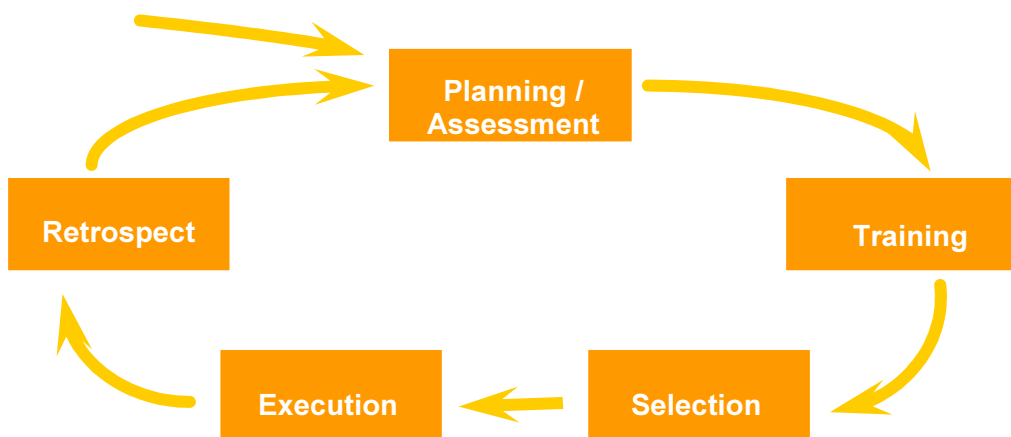 Planning /
Assessment
Retrospect
Training
Execution
Selection